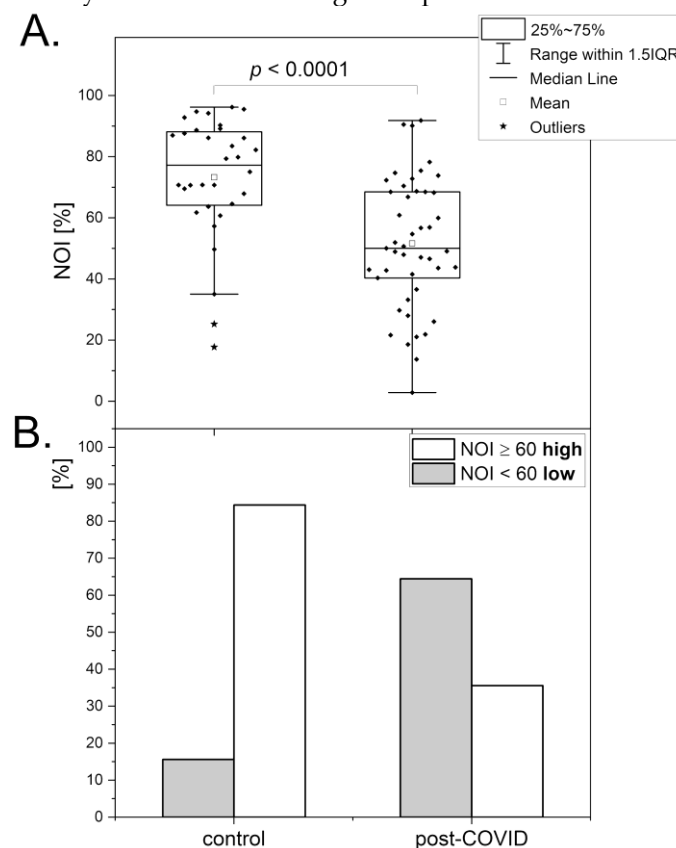 A.
25%~75%
Range within 1.5IQR
Median Line
Mean
Outliers
p < 0.0001
100
80
60
40
20
0
NOI [%]
B.
NOI ≥ 60 high
NOI < 60 low
100
90
80
70
60
50
40
30
20
10
0
[%]
control
post-COVID